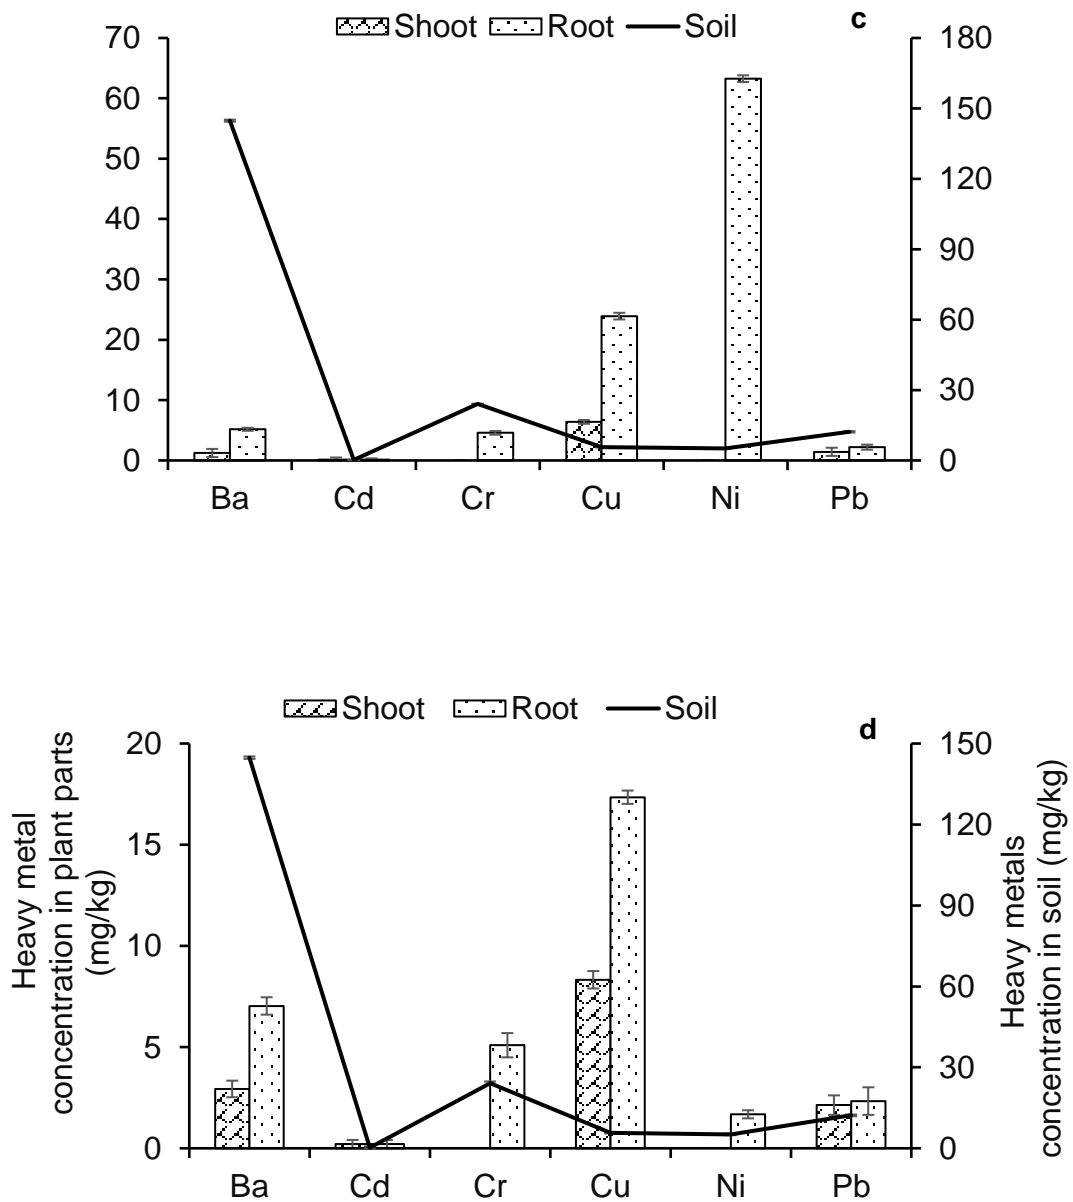 Shoot Root Soil
c
70
60
50
40
30
20
10
0
180
150
120
90
60
30
0
Ba Cd Cr Cu Ni Pb
Shoot Root Soil
d
Heavy metal
concentration in plant parts
(mg/kg)
20
15
10
5
0
150
120
90
60
30
0
Heavy metals
concentration in soil (mg/kg)
Ba Cd Cr Cu Ni Pb